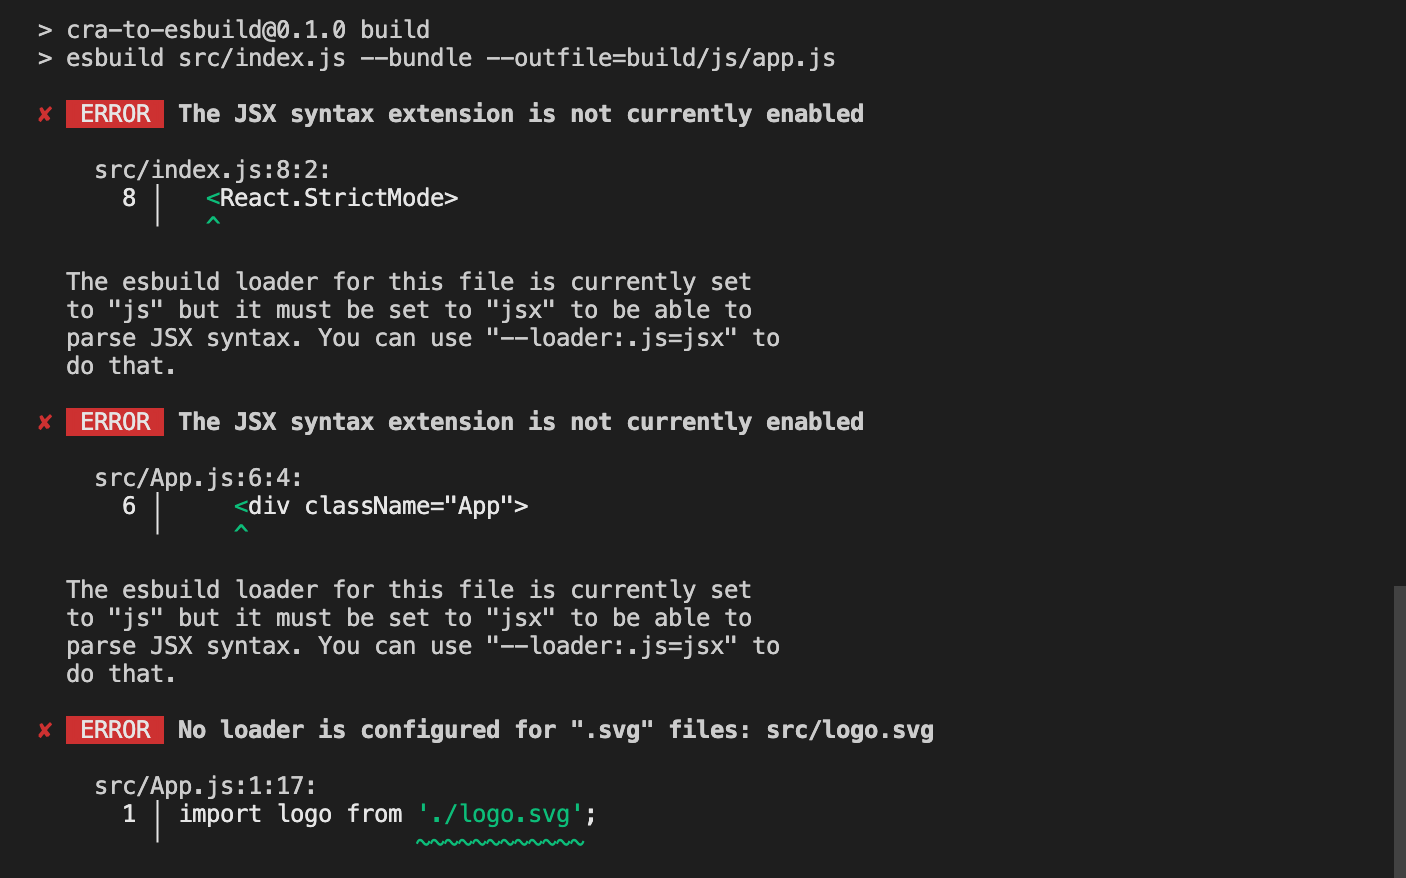 > cra-to-esbuild@0.1.0 build
> esbuild src/index.js --bundle --outfile=build/js/app.js
✘ ERROR The JSX syntax extension is not currently enabled
src/index.js:8:2:
8 │ <React.StrictMode>
^
The esbuild loader for this file is currently set
to "js" but it must be set to "jsx" to be able to
parse JSX syntax. You can use "--loader:.js=jsx" to
do that.
✘ ERROR The JSX syntax extension is not currently enabled
src/App.js:6:4:
6 │ <div className="App">
^
The esbuild loader for this file is currently set
to "js" but it must be set to "jsx" to be able to
parse JSX syntax. You can use "--loader:.js=jsx" to
do that.
✘ ERROR No loader is configured for ".svg" files: src/logo.svg
src/App.js:1:17:
1 │ import logo from './logo.svg';
~~~~~~~~~~~~